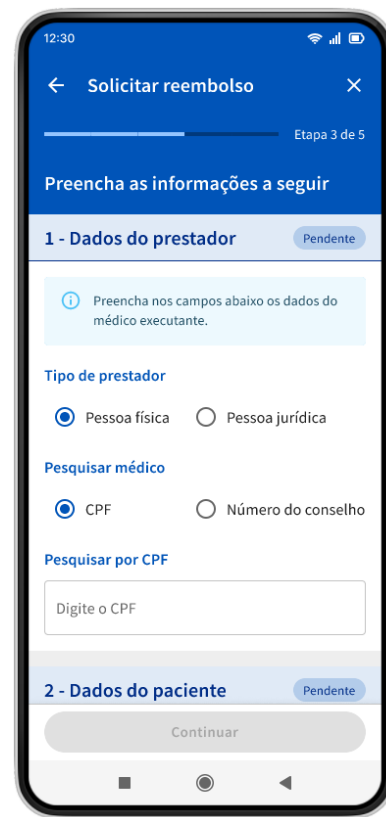 12:30
Solicitar reembolso
Etapa 3 de 5
Preencha as informações a seguir
1 - Dados do prestador
Pendente
Preencha nos campos abaixo os dados do
médico executante.
Tipo de prestador
Pessoa física
Pessoa jurídica
Pesquisar médico
CPF
Número do conselho
Pesquisar por CPF
Digite o CPF
2 - Dados do paciente
Pendente
Continuar